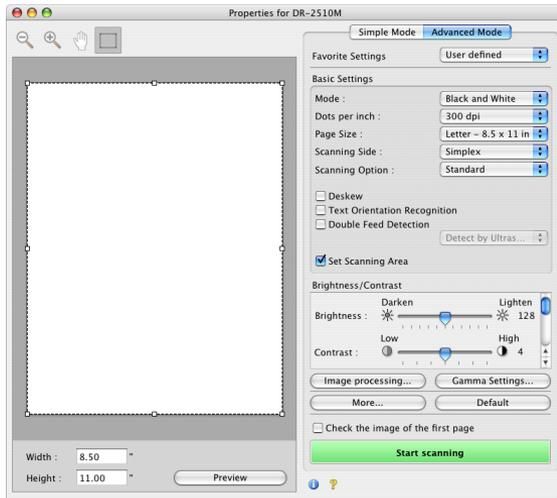 Properties for DR-2510M
Simple Mode Advanced Mode
Favorite Settings User defined
Basic Settings
Mode : Black and White
Dots per inch : 300 dpi
Page Size : Letter - 8.5 x 11 in
Scanning Side : Simplex
Scanning Option : Standard
Deskew
Text Orientation Recognition
Double Feed Detection
Detect by Ultras...
Set Scanning Area
Brightness/Contrast
Darken Lighten
Brightness : 128
Low High
Contrast : 4
Image processing... Gamma Settings...
More... Default
Check the image of the first page
Start scanning
Width : 8.50 "
Height : 11.00 " Preview